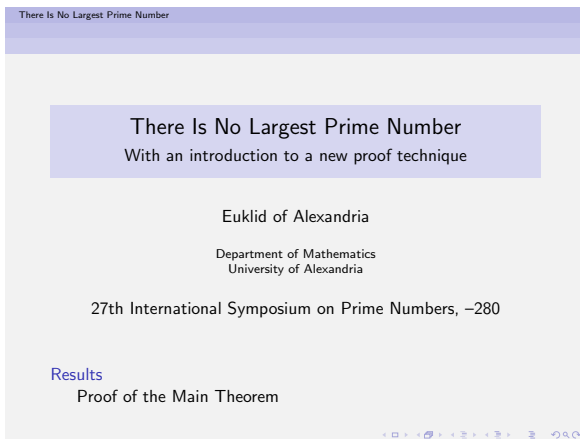 There Is No Largest Prime Number
There Is No Largest Prime Number
With an introduction to a new proof technique
Euklid of Alexandria
Department of Mathematics
University of Alexandria
27th International Symposium on Prime Numbers, –280
Results
Proof of the Main Theorem